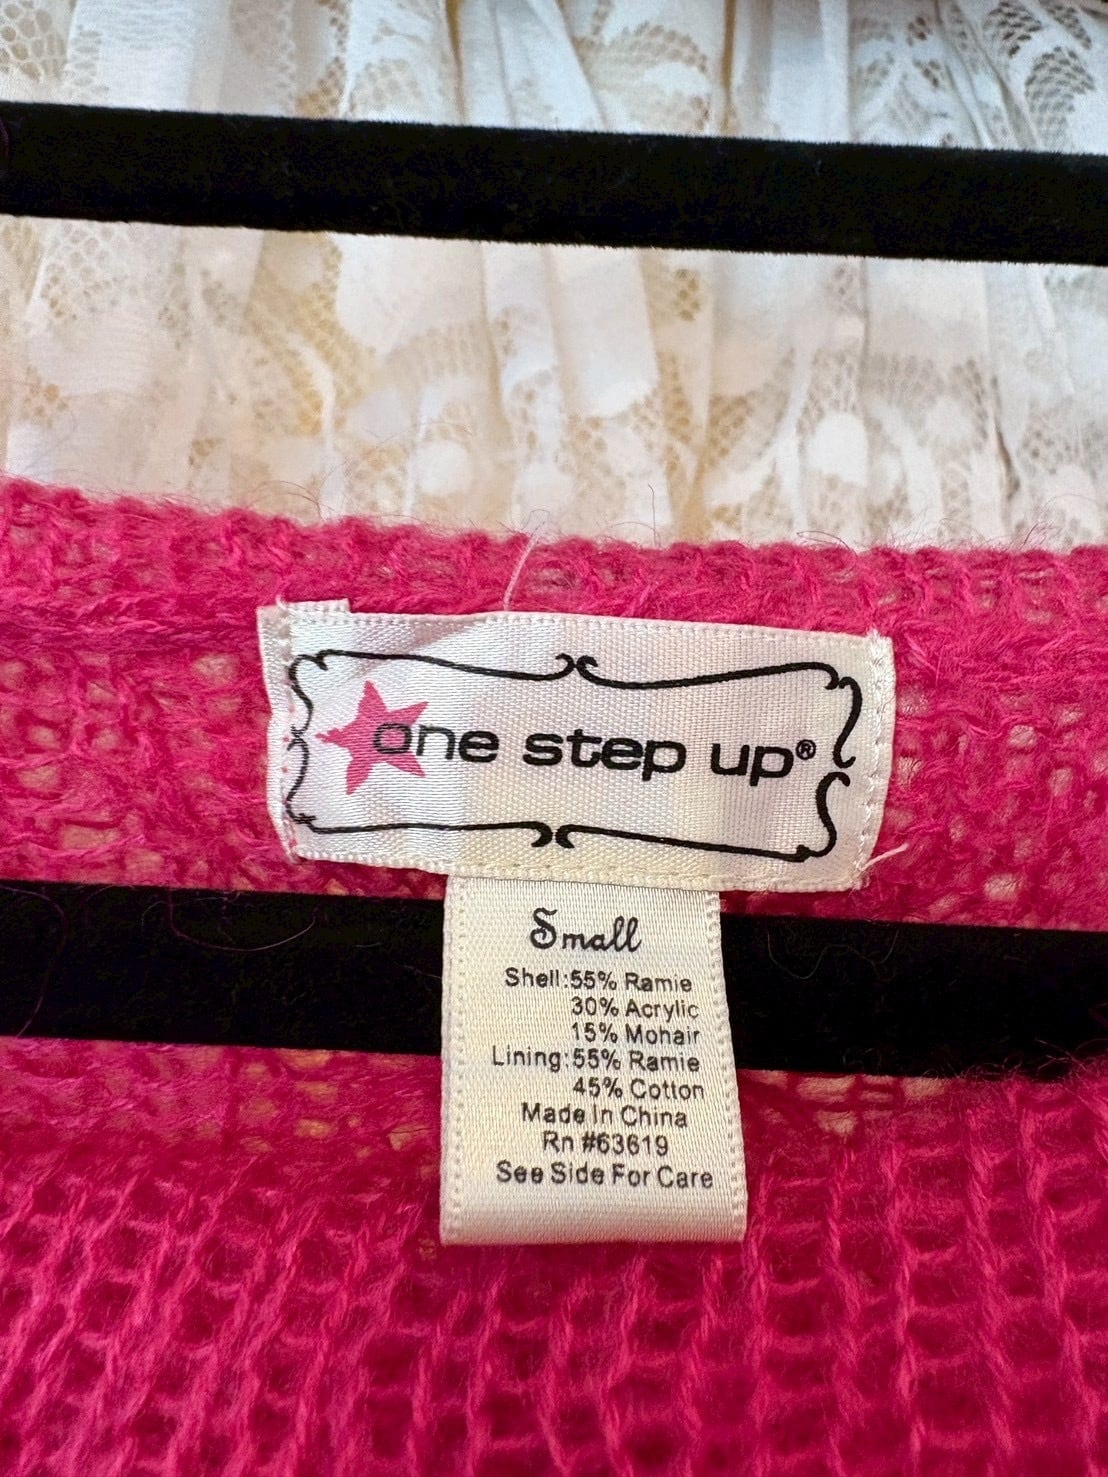 one step up®
Small
Shell:55% Ramie
30% Acrylic
15% Mohair
Lining:55% Ramie
45% Cotton
Made In China
Rn #63619
See Side For Care